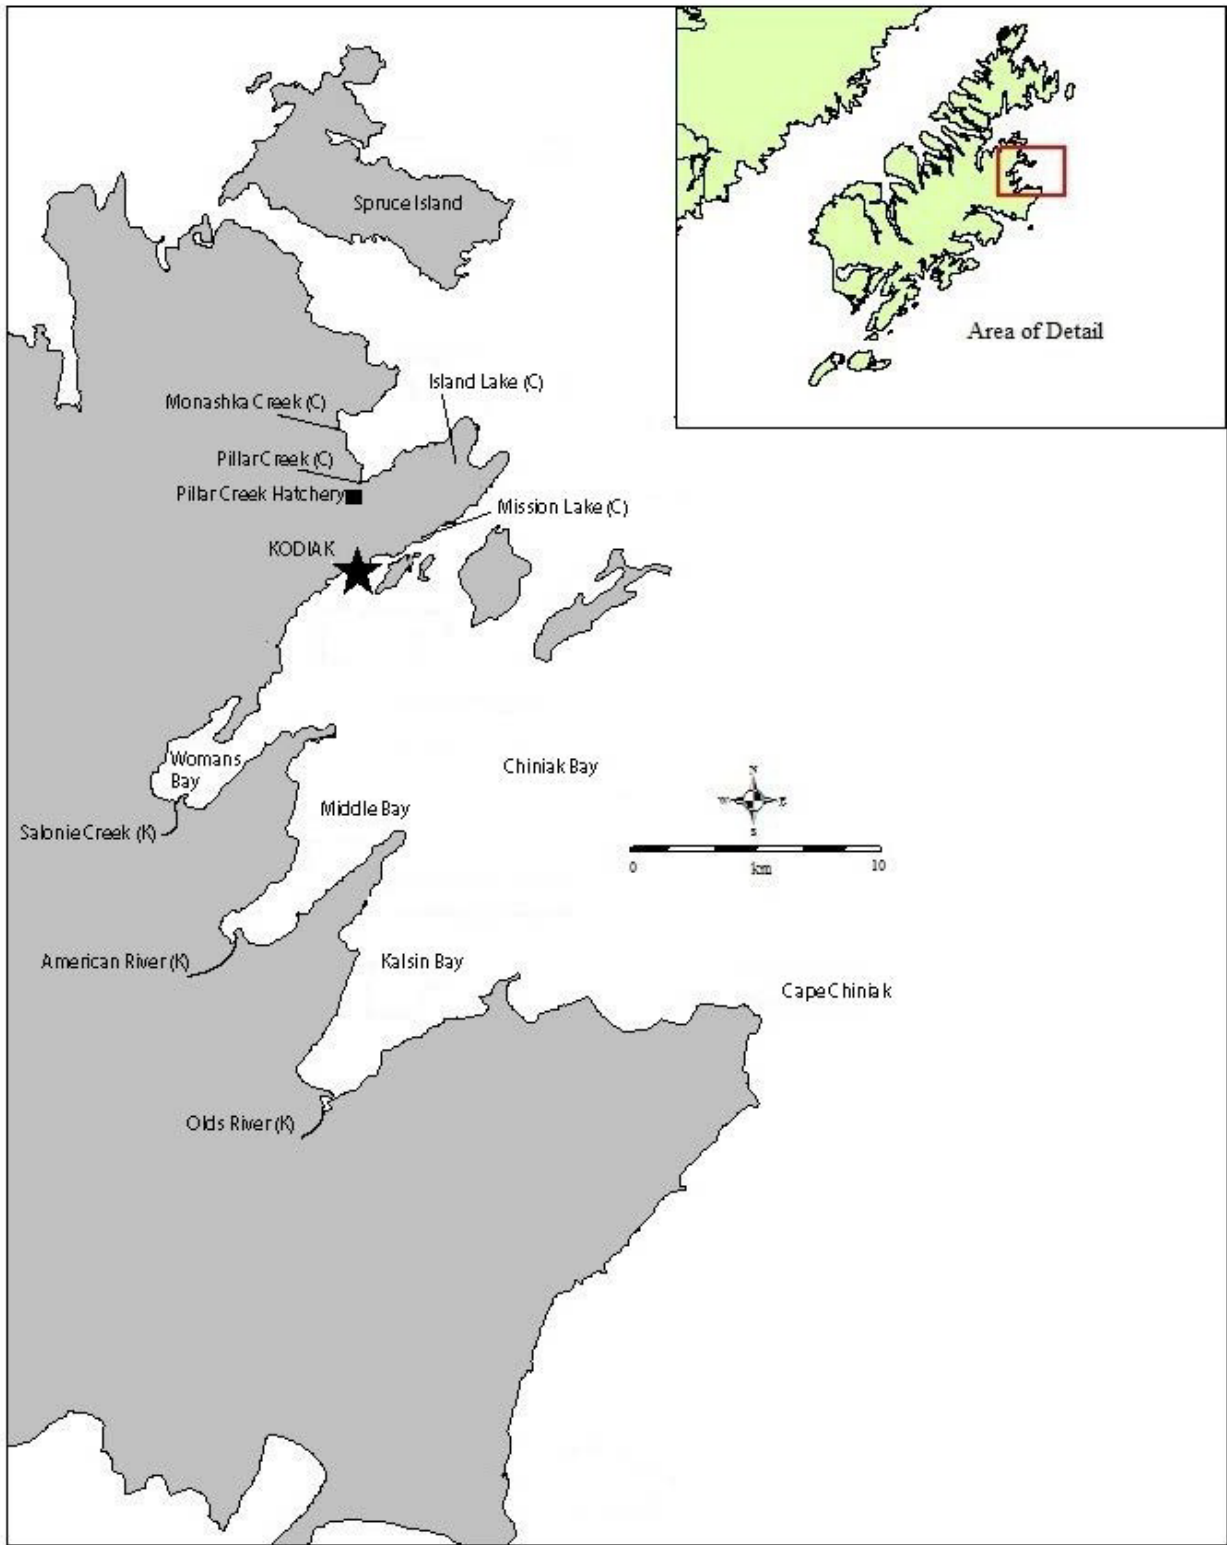 Spruce Island
Area of Detail
Island Lake (C)
Monashka Creek (C)
Pillar Creek (C)
Pillar Creek Hatchery
Mission Lake (C)
KODIAK
Womans
Bay
Chiniak Bay
N
W E
S
Middle Bay
Salonie Creek (K)
0 km 10
American River (K)
Kalsin Bay
Cape Chiniak
Olds River (K)